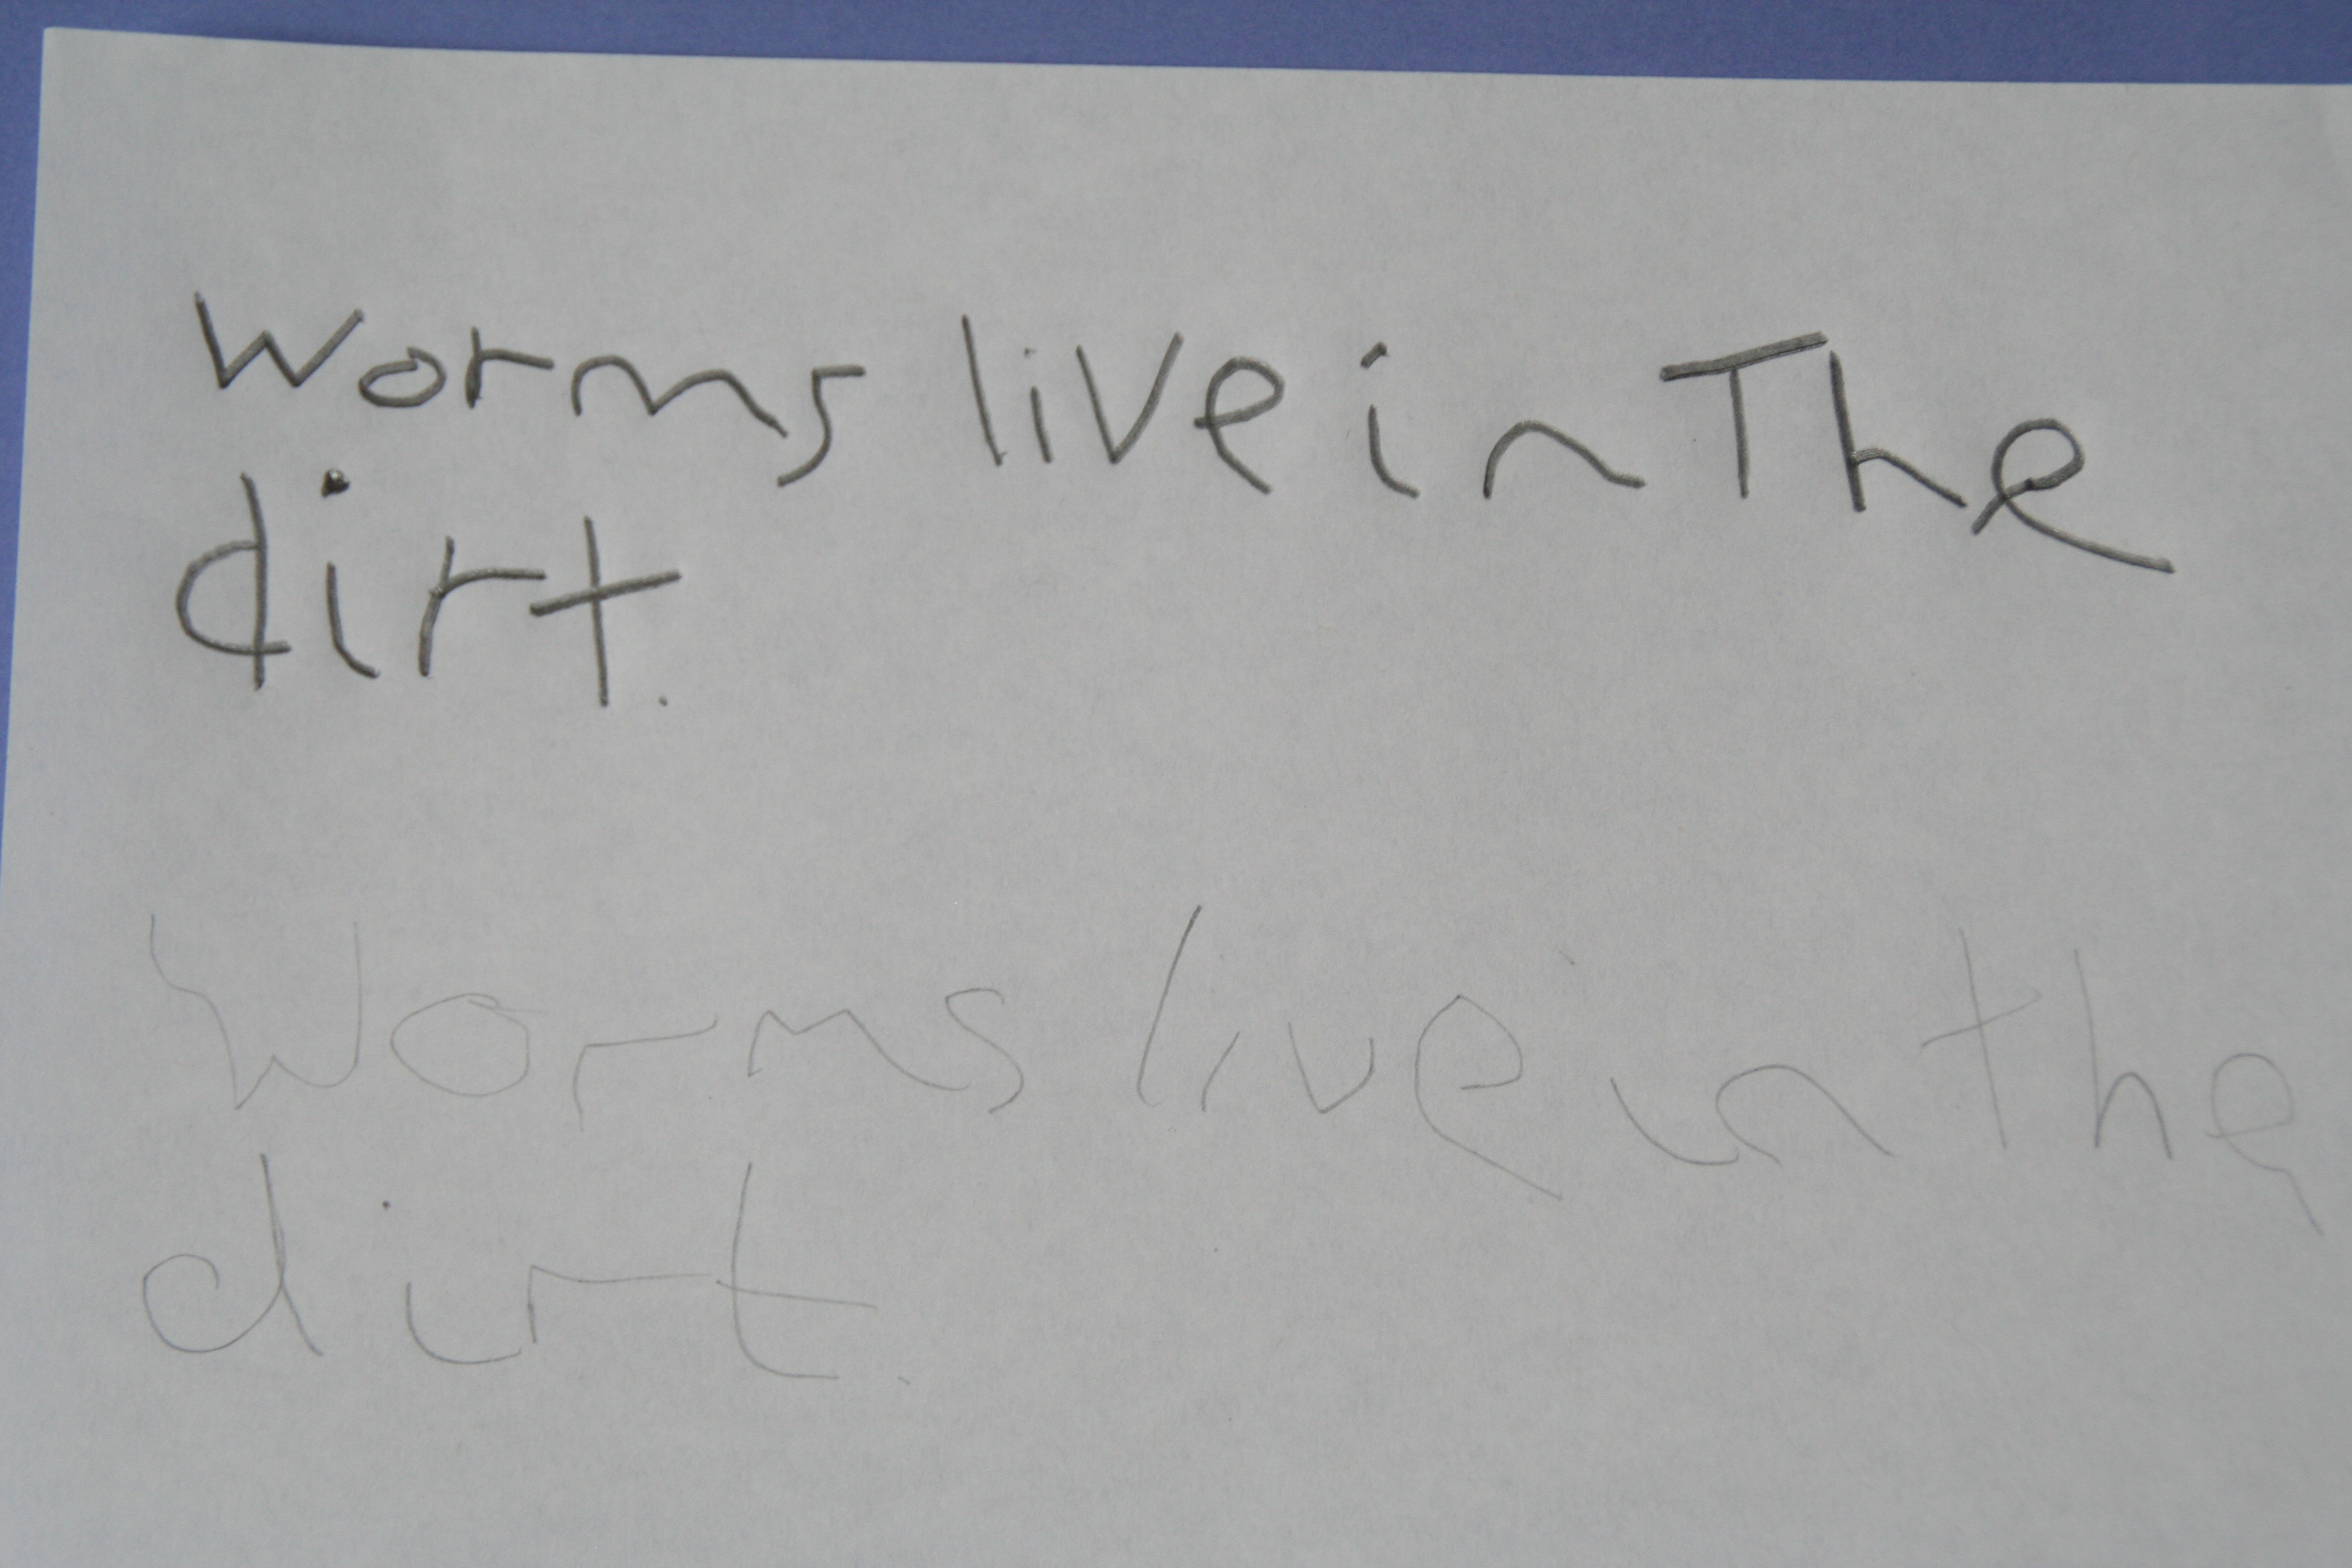 Worms live in The
dirt.
Worms live in the
dirt.